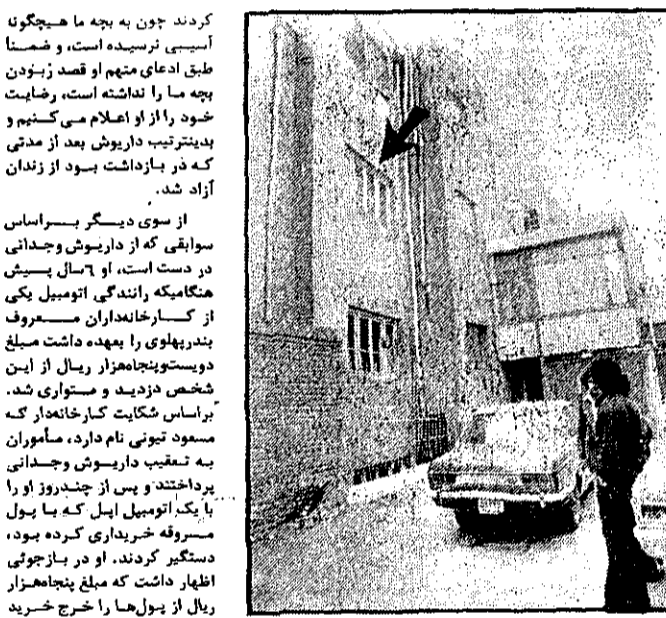 کردند چون به بچه ما هیچگونه
آسیبی نرسیده است، و ضمناً
طبق ادعای متهم او قصد ربودن
بچه ما را نداشته است، رضایت
خود را از او اعلام می‌کنیم و
بدینترتیب داریوش بعد از مدتی
که در بازداشت بود از زندان
آزاد شد.
از سوی دیگر براساس
سوابقی که از داریوش وجدانی
در دست است، او ٦سال پیش
هنگامیکه رانندگی اتومبیل یکی
از کارخانه‌داران معروف
بندرپهلوی را بعهده داشت مبلغ
دویست‌وپنجاه‌هزار ریال از این
شخص دزدید و متواری شد.
براساس شکایت کارخانه‌دار که
مسعود تیونی نام دارد، مأموران
به تعقیب داریوش وجدانی
پرداختند و پس از چندروز او را
با یک اتومبیل اپل که با پول
مسروقه خریداری کرده بود،
دستگیر کردند. او در بازجوئی
اظهار داشت که مبلغ پنجاه‌هزار
ریال از پول‌ها را خرج خرید